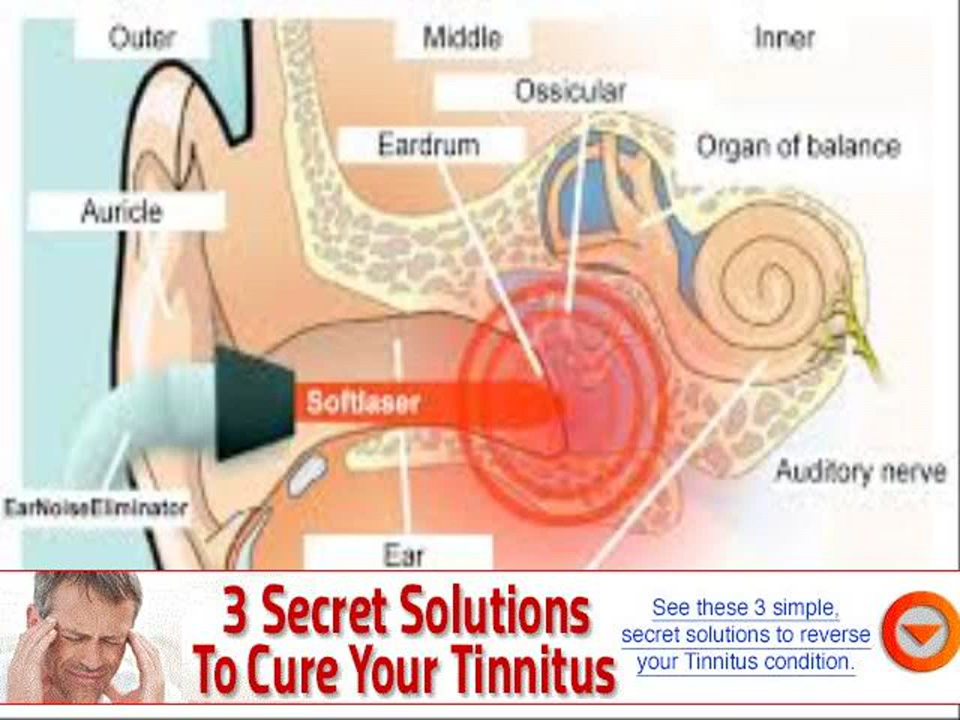 Outer
Middle
Inner
Ossicular
Eardrum
Organ of balance
Auricle
Softlaser
Auditory nerve
EarNoiseEliminator
Ear
3 Secret Solutions
To Cure Your Tinnitus
See these 3 simple,
secret solutions to reverse
your Tinnitus condition.